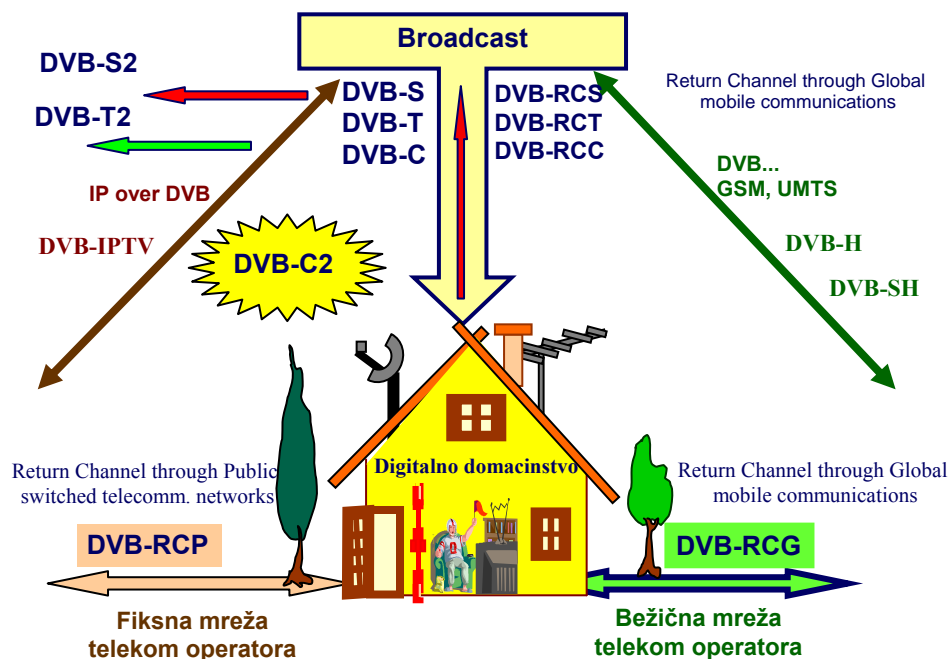 Broadcast
DVB-S2
DVB-T2
DVB-S
DVB-T
DVB-C
DVB-RCS
DVB-RCT
DVB-RCC
Return Channel through Global
mobile communications
IP over DVB
DVB-IPTV
DVB-C2
DVB...
GSM, UMTS
DVB-H
DVB-SH
Digitalno domacinstvo
Return Channel through Public
switched telecomm. networks
DVB-RCP
Fiksna mreža
telekom operatora
Return Channel through Global
mobile communications
DVB-RCG
Bežična mreža
telekom operatora